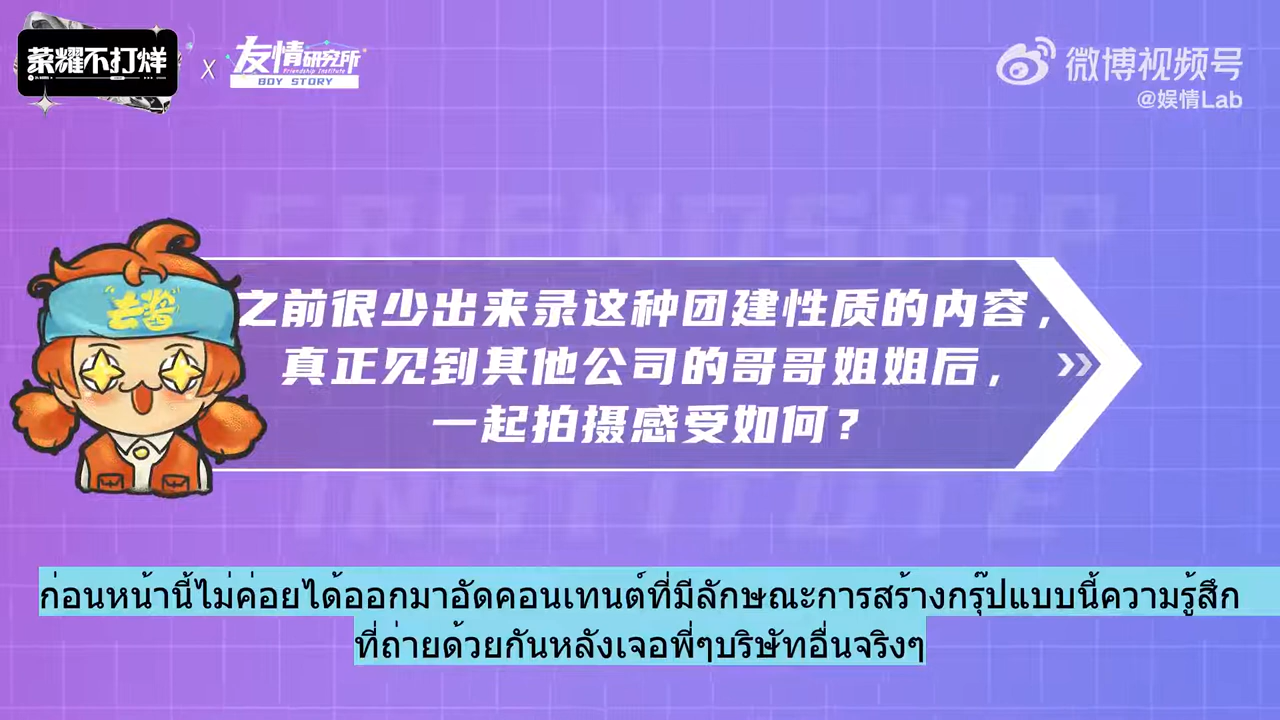 荣耀不打烊
X
友情研究所
Friendship Institute
BOY STORY
微博视频号
@娱情Lab
FRIENDSHIP
去酱
之前很少出来录这种团建性质的内容，
真正见到其他公司的哥哥姐姐后，
一起拍摄感受如何？
INSTITUTE
ก่อนหน้านี้ไม่ค่อยได้ออกมาอัดคอนเทนต์ที่มีลักษณะการสร้างกรุ๊ปแบบนี้ความรู้สึก
ที่ถ่ายด้วยกันหลังเจอพี่ๆบริษัทอื่นจริงๆ